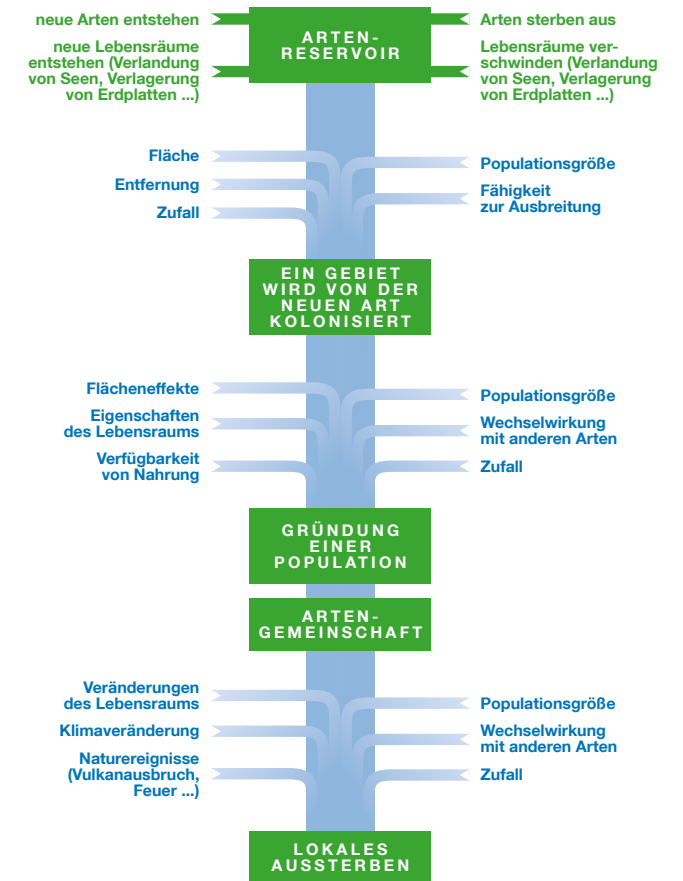 neue Arten entstehen
neue Lebensräume
entstehen (Verlandung
von Seen, Verlagerung
von Erdplatten ...)
ARTEN-
RESERVOIR
Arten sterben aus
Lebensräume ver-
schwinden (Verlandung
von Seen, Verlagerung
von Erdplatten ...)
Fläche
Entfernung
Zufall
Populationsgröße
Fähigkeit
zur Ausbreitung
EIN GEBIET
WIRD VON DER
NEUEN ART
KOLONISIERT
Flächeneffekte
Eigenschaften
des Lebensraums
Verfügbarkeit
von Nahrung
Populationsgröße
Wechselwirkung
mit anderen Arten
Zufall
GRÜNDUNG
EINER
POPULATION
ARTEN-
GEMEINSCHAFT
Veränderungen
des Lebensraums
Klimaveränderung
Naturereignisse
(Vulkanausbruch,
Feuer ...)
Populationsgröße
Wechselwirkung
mit anderen Arten
Zufall
LOKALES
AUSSTERBEN